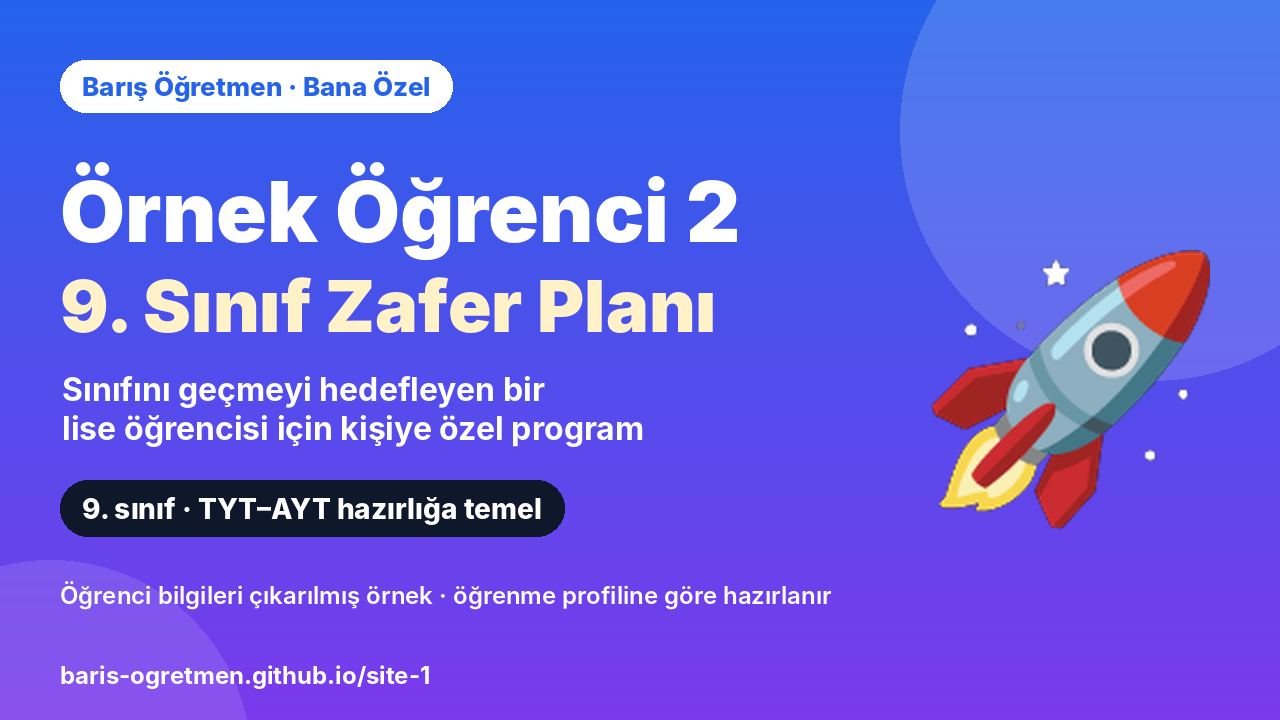 Barış Öğretmen · Bana Özel
Örnek Öğrenci 2
9. Sınıf Zafer Planı
Sınıfını geçmeyi hedefleyen bir
lise öğrencisi için kişiye özel program
9. sınıf · TYT–AYT hazırlığa temel
Öğrenci bilgileri çıkarılmış örnek · öğrenme profiline göre hazırlanır
baris-ogretmen.github.io/site-1